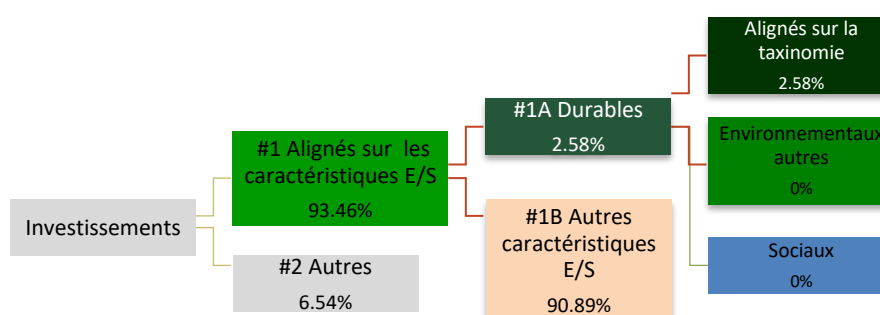 Investissements
#1 Alignés sur les
caractéristiques E/S
93.46%
#2 Autres
6.54%
#1A Durables
2.58%
#1B Autres
caractéristiques
E/S
90.89%
Alignés sur la
taxinomie
2.58%
Environnementaux
autres
0%
Sociaux
0%